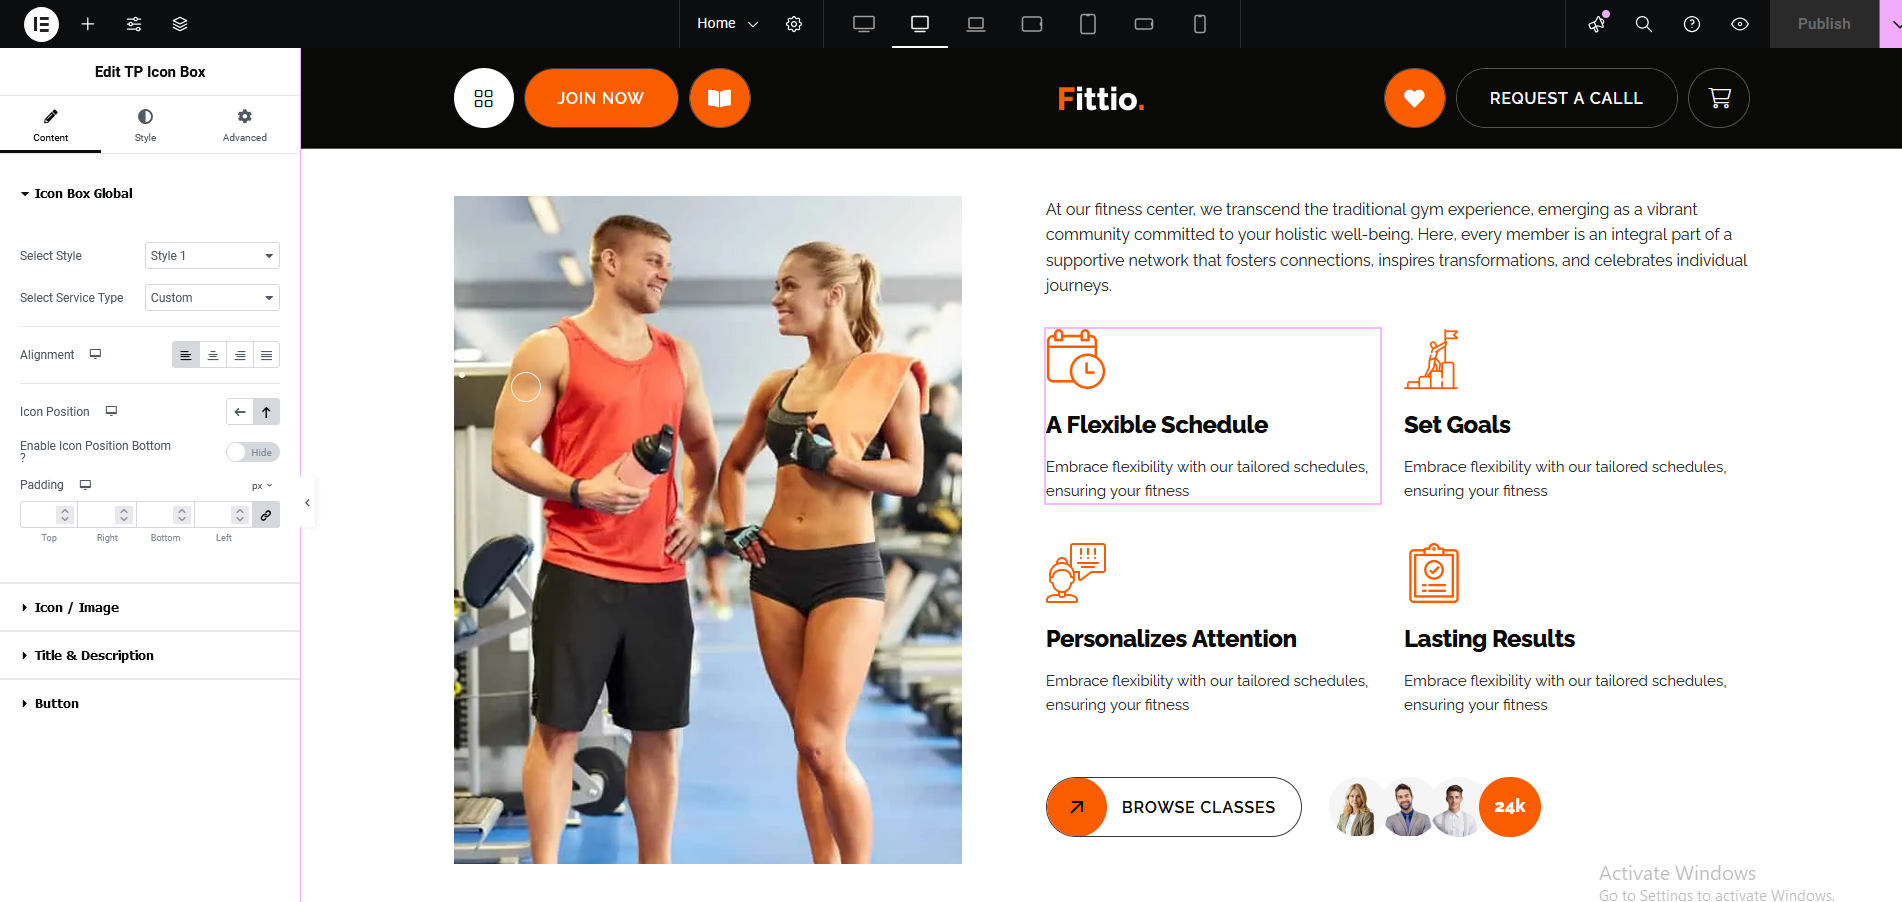 Home
Publish
Edit TP Icon Box
Content
Style
Advanced
Icon Box Global
Select Style
Style 1
Select Service Type
Custom
Alignment
Icon Position
Enable Icon Position Bottom
?
Hide
Padding
px
Top
Right
Bottom
Left
Icon / Image
Title & Description
Button
JOIN NOW
Fittio.
REQUEST A CALLL
At our fitness center, we transcend the traditional gym experience, emerging as a vibrant
community committed to your holistic well-being. Here, every member is an integral part of a
supportive network that fosters connections, inspires transformations, and celebrates individual
journeys.
A Flexible Schedule
Embrace flexibility with our tailored schedules,
ensuring your fitness
Set Goals
Embrace flexibility with our tailored schedules,
ensuring your fitness
Personalizes Attention
Embrace flexibility with our tailored schedules,
ensuring your fitness
Lasting Results
Embrace flexibility with our tailored schedules,
ensuring your fitness
BROWSE CLASSES
24k
Activate Windows
Go to Settings to activate Windows.